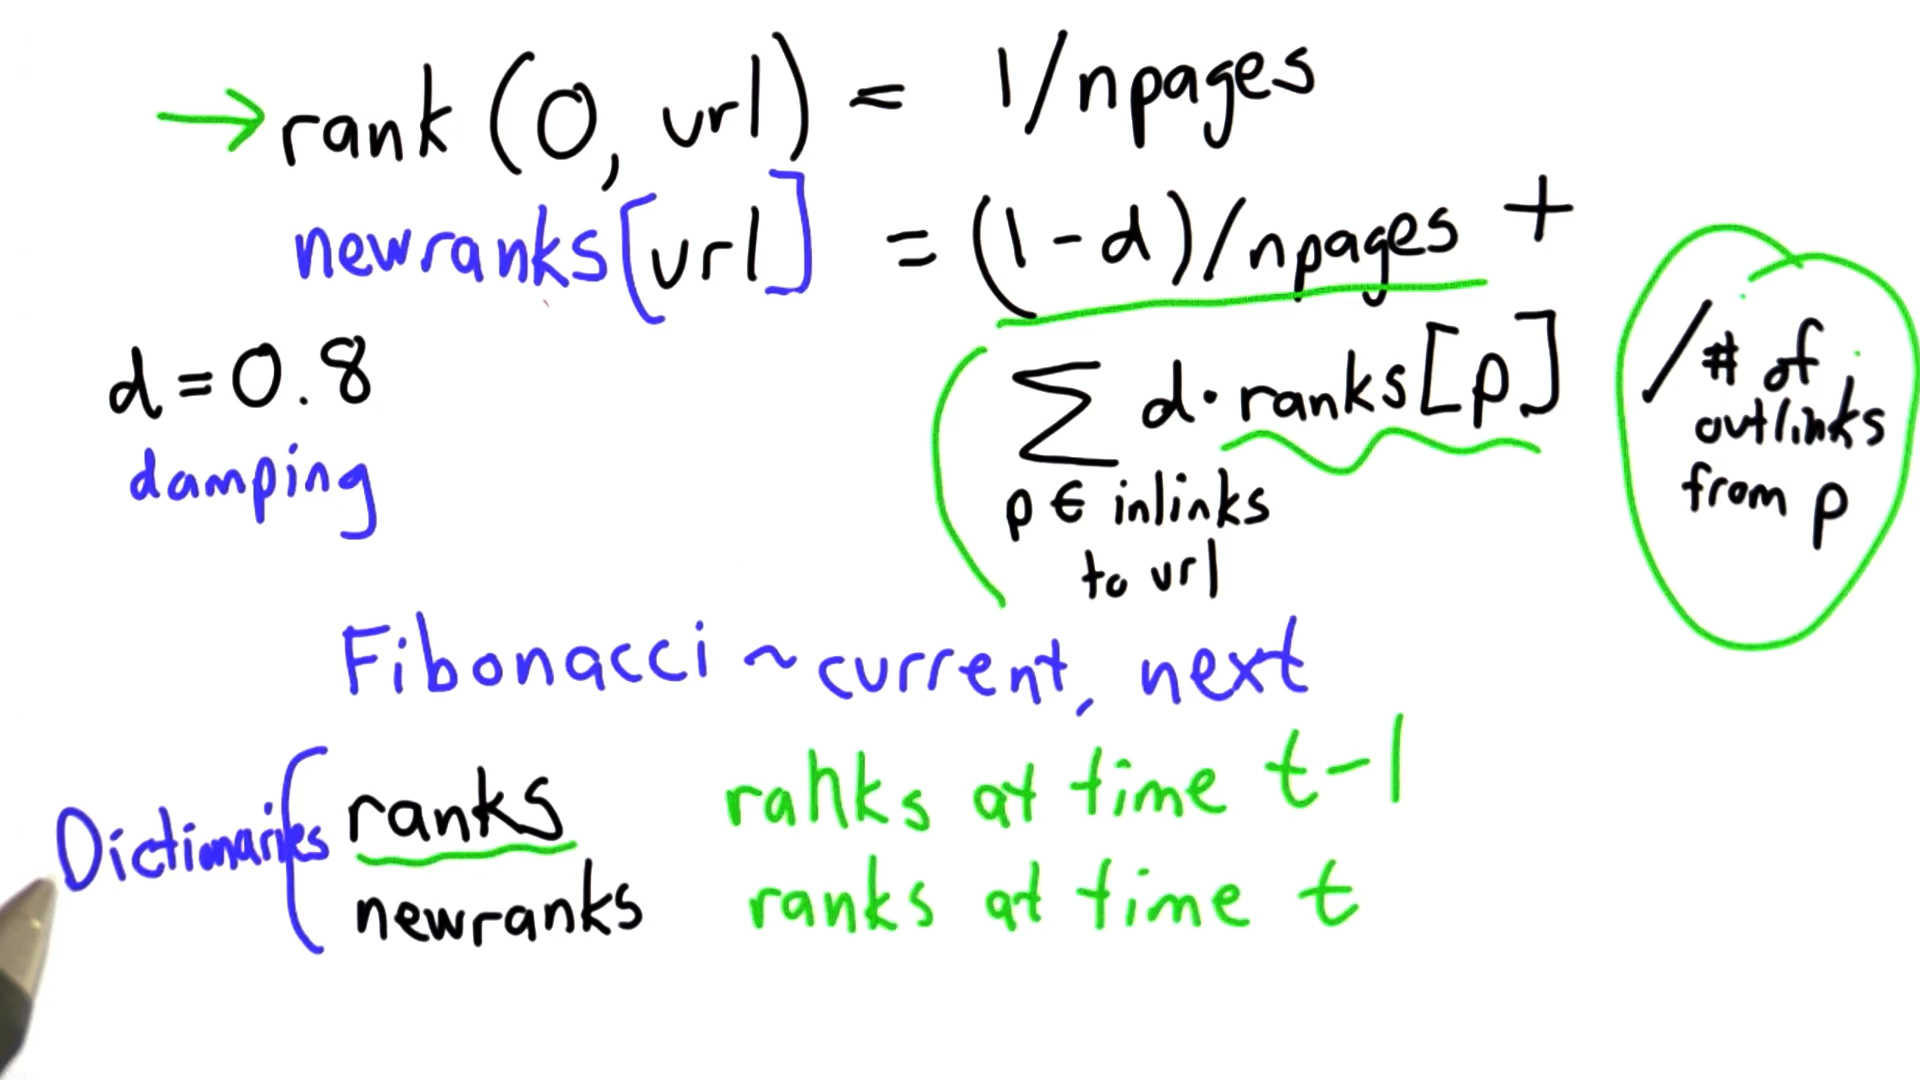 → rank (0, url) = 1/npages
newranks[url] = (1-d)/npages +
d = 0.8
damping
∑ d · ranks[p] / # of outlinks from p
p ∈ inlinks
to url
Fibonacci ~ current, next
Dictionaries
ranks ranks at time t-1
newranks ranks at time t